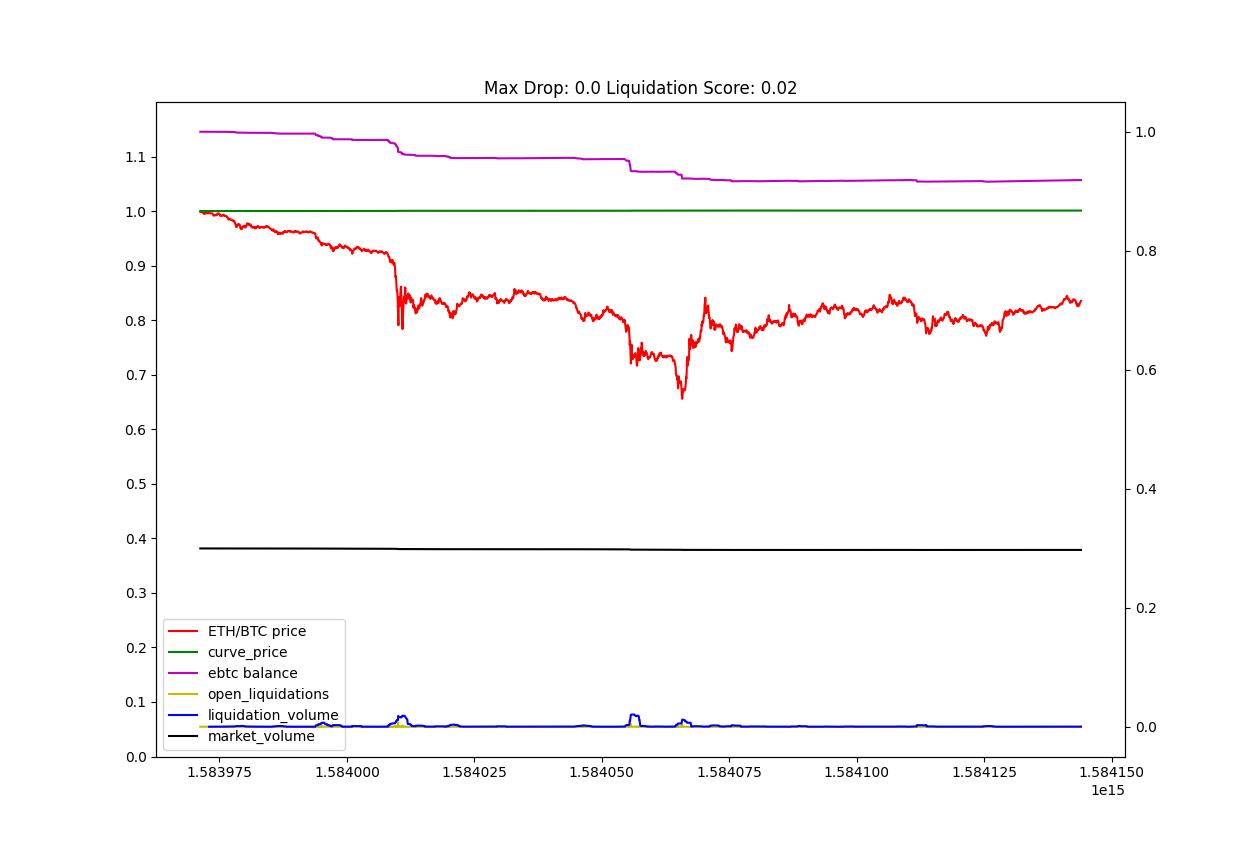 Max Drop: 0.0 Liquidation Score: 0.02
1.1
1.0
0.9
0.8
0.7
0.6
0.5
0.4
0.3
0.2
0.1
0.0
1.0
0.8
0.6
0.4
0.2
0.0
ETH/BTC price
curve_price
ebtc balance
open_liquidations
liquidation_volume
market_volume
1.583975 1.584000 1.584025 1.584050 1.584075 1.584100 1.584125 1.584150
1e15